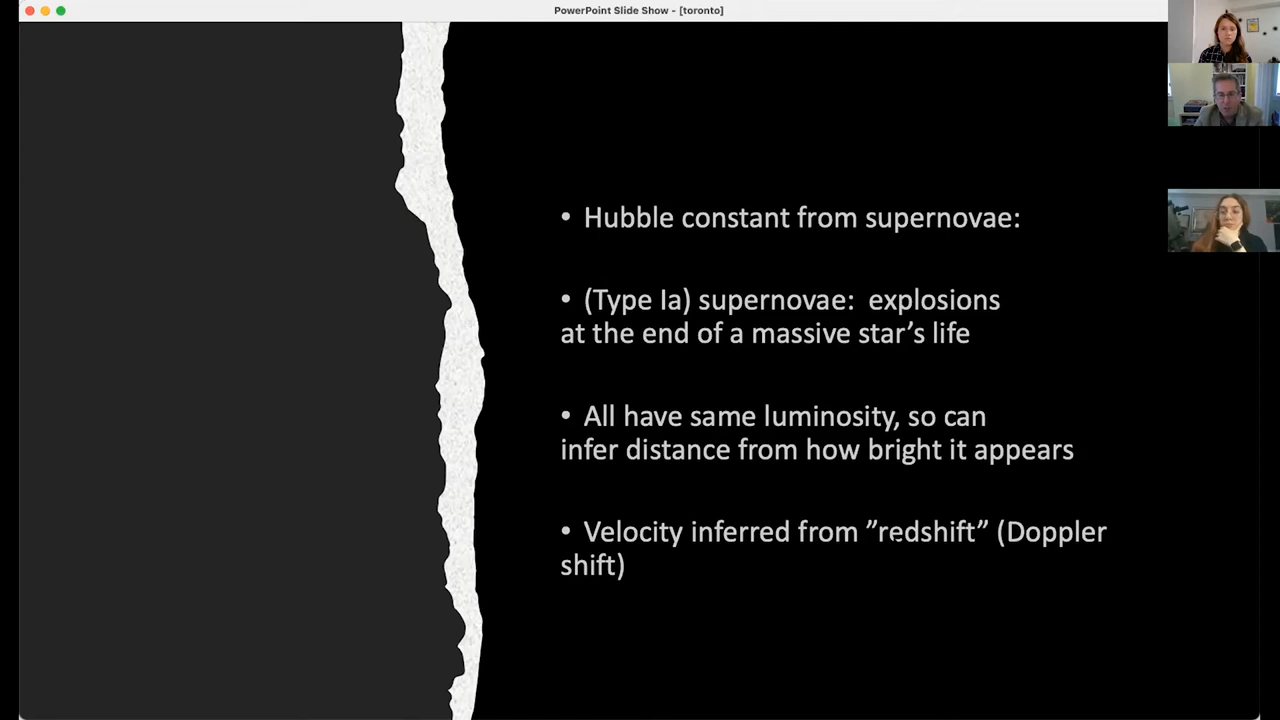 PowerPoint Slide Show - [toronto]
• Hubble constant from supernovae:
• (Type Ia) supernovae:  explosions
at the end of a massive star’s life
• All have same luminosity, so can
infer distance from how bright it appears
• Velocity inferred from ”redshift” (Doppler
shift)